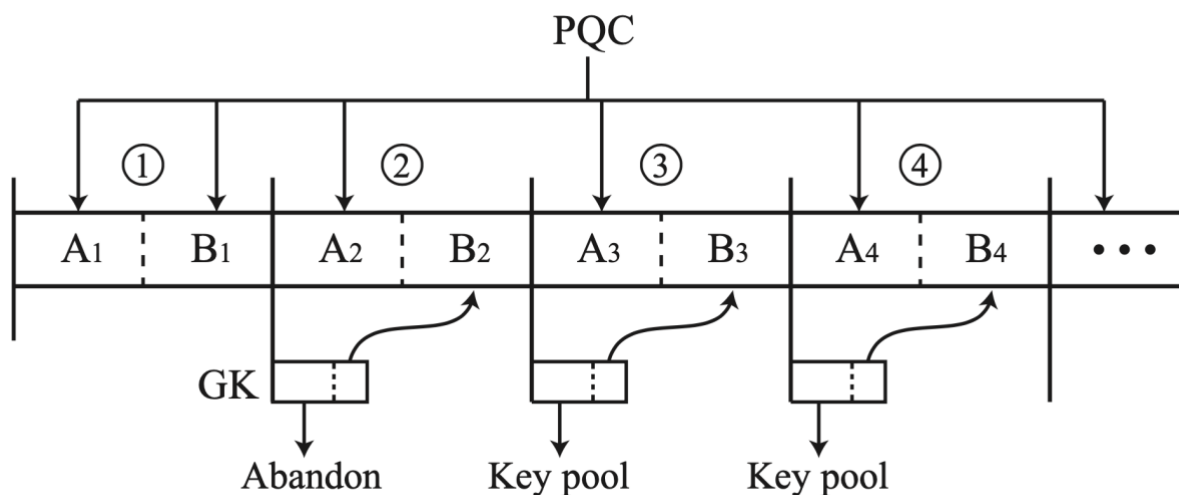 PQC
① ② ③ ④
A1 B1 A2 B2 A3 B3 A4 B4 •••
GK
Abandon Key pool Key pool